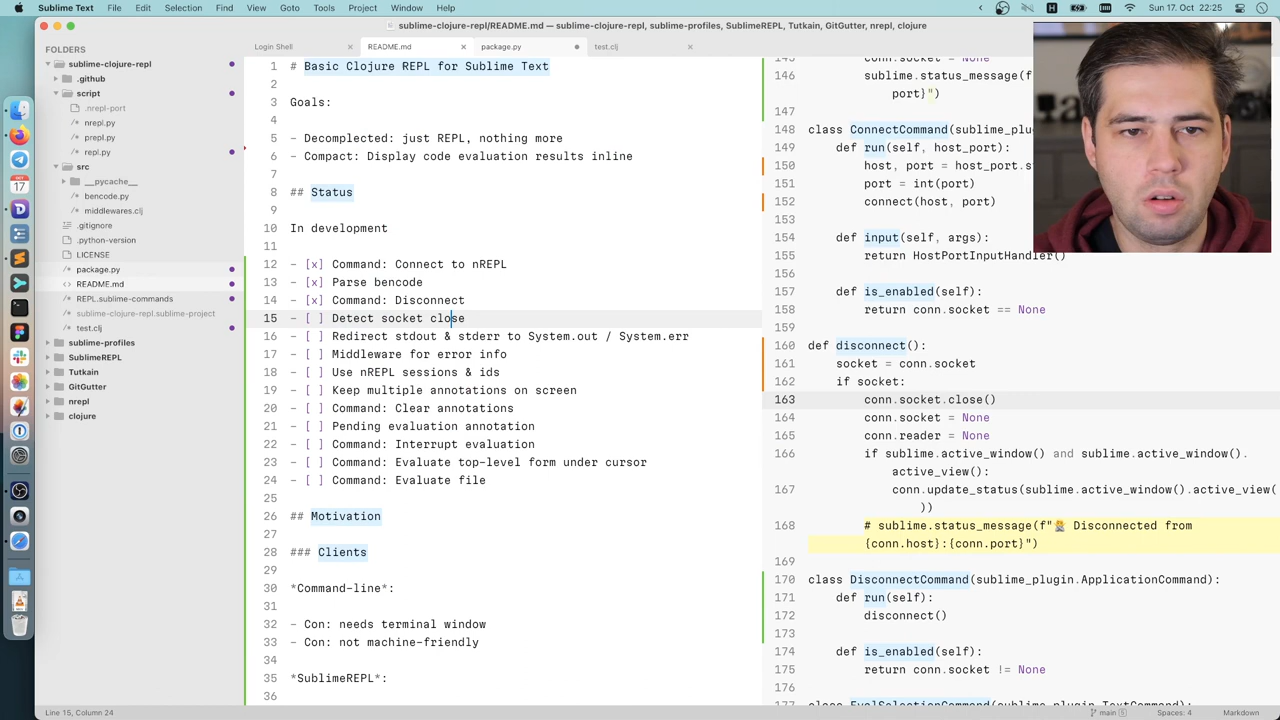 Sublime Text File Edit Selection Find View Goto Tools Project Window Help Sun 17. Oct 22:25
sublime-clojure-repl/README.md — sublime-clojure-repl, sublime-profiles, SublimeREPL, Tutkain, GitGutter, nrepl, clojure
FOLDERS
sublime-clojure-repl
.github
script
.nrepl-port
nrepl.py
prepl.py
repl.py
src
__pycache__
bencode.py
middlewares.clj
.gitignore
.python-version
LICENSE
package.py
README.md
REPL.sublime-commands
sublime-clojure-repl.sublime-project
test.clj
sublime-profiles
SublimeREPL
Tutkain
GitGutter
nrepl
clojure
OCT
17
Login Shell README.md package.py test.clj
1 # Basic Clojure REPL for Sublime Text
2
3 Goals:
4
5 - Decomplected: just REPL, nothing more
6 - Compact: Display code evaluation results inline
7
8 ## Status
9
10 In development
11
12 - [x] Command: Connect to nREPL
13 - [x] Parse bencode
14 - [x] Command: Disconnect
15 - [ ] Detect socket close
16 - [ ] Redirect stdout & stderr to System.out / System.err
17 - [ ] Middleware for error info
18 - [ ] Use nREPL sessions & ids
19 - [ ] Keep multiple annotations on screen
20 - [ ] Command: Clear annotations
21 - [ ] Pending evaluation annotation
22 - [ ] Command: Interrupt evaluation
23 - [ ] Command: Evaluate top-level form under cursor
24 - [ ] Command: Evaluate file
25
26 ## Motivation
27
28 ### Clients
29
30 *Command-line*:
31
32 - Con: needs terminal window
33 - Con: not machine-friendly
34
35 *SublimeREPL*:
36
145 conn.socket = None
146 sublime.status_message(f
port}")
147
148 class ConnectCommand(sublime_plu
149 def run(self, host_port):
150 host, port = host_port.s
151 port = int(port)
152 connect(host, port)
153
154 def input(self, args):
155 return HostPortInputHandler()
156
157 def is_enabled(self):
158 return conn.socket == None
159
160 def disconnect():
161 socket = conn.socket
162 if socket:
163 conn.socket.close()
164 conn.socket = None
165 conn.reader = None
166 if sublime.active_window() and sublime.active_window().
active_view():
167 conn.update_status(sublime.active_window().active_view(
))
168 # sublime.status_message(f" Disconnected from
{conn.host}:{conn.port}")
169
170 class DisconnectCommand(sublime_plugin.ApplicationCommand):
171 def run(self):
172 disconnect()
173
174 def is_enabled(self):
175 return conn.socket != None
176
177 class EvalSelectionCommand(sublime_plugin.TextCommand):
Line 15, Column 24 main 5 Spaces: 4 Markdown